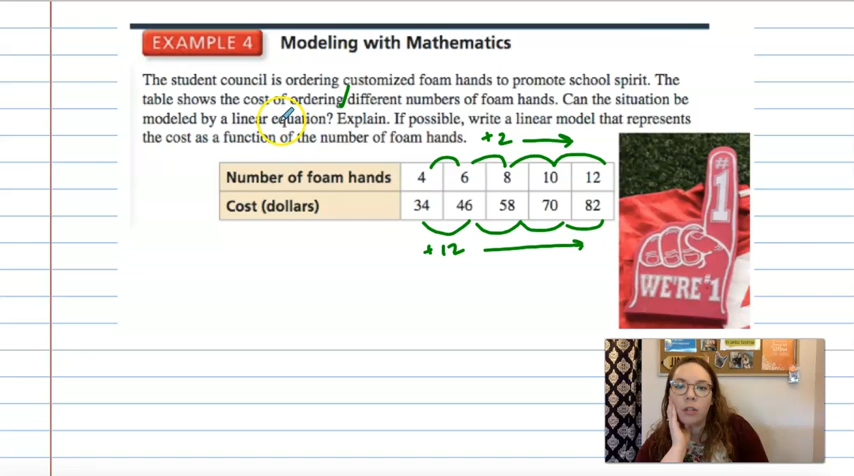 EXAMPLE 4 Modeling with Mathematics
The student council is ordering customized foam hands to promote school spirit. The
table shows the cost of ordering different numbers of foam hands. Can the situation be
modeled by a linear equation? Explain. If possible, write a linear model that represents
the cost as a function of the number of foam hands.
+2
Number of foam hands 4 6 8 10 12
Cost (dollars) 34 46 58 70 82
+12
#1
WE'RE #1